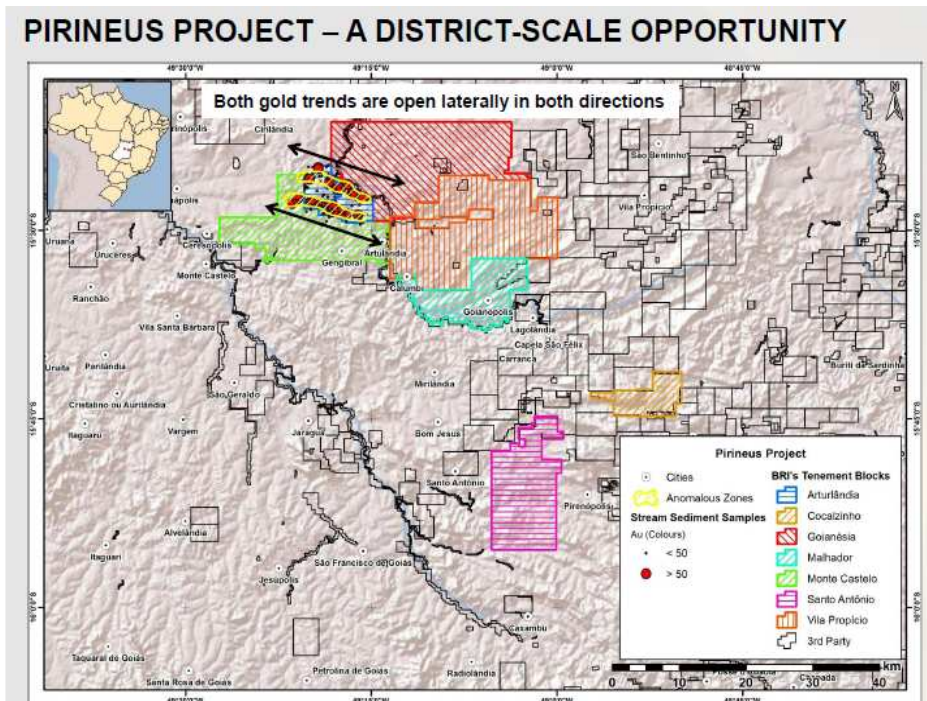 PIRINEUS PROJECT – A DISTRICT-SCALE OPPORTUNITY
Both gold trends are open laterally in both directions
N
Cirilândia
São Bentinho
Vila Propício
Uruana
Uruceres
Ceresópolis
Monte Castelo
Artulândia
Gengibral
Calumbi
Ranchão
Goianópolis
Lagolândia
Vila Santa Bárbara
Capela São Félix
Carranca
Uruíta
Mirilândia
São Geraldo
Cristalino ou Aurilândia
Itaguaru
Vargem
Jaraguá
Bom Jesus
Santo Antônio
Pirenópolis
Alvelândia
Itaguari
Jesúpolis
São Francisco de Goiás
Caxambú
Taquaral de Goiás
Santa Rosa de Goiás
Petrolina de Goiás
Radiolândia
Pirineus Project
Cities
Anomalous Zones
Stream Sediment Samples
Au (Colours)
< 50
> 50
BRI's Tenement Blocks
Arturlândia
Cocalzinho
Goianésia
Malhador
Monte Castelo
Santo Antônio
Vila Propício
3rd Party
km
0 10 20 30 40